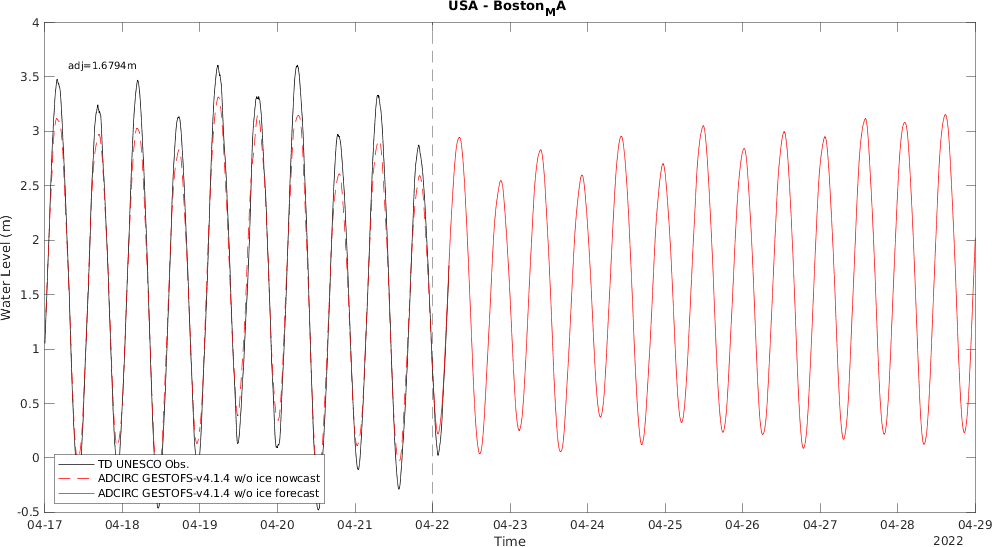 USA - Boston_MA
4
adj=1.6794m
3.5
3
2.5
2
1.5
1
0.5
0
-0.5
Water Level (m)
TD UNESCO Obs.
ADCIRC GESTOFS-v4.1.4 w/o ice nowcast
ADCIRC GESTOFS-v4.1.4 w/o ice forecast
04-17 04-18 04-19 04-20 04-21 04-22 04-23 04-24 04-25 04-26 04-27 04-28 04-29
Time
2022